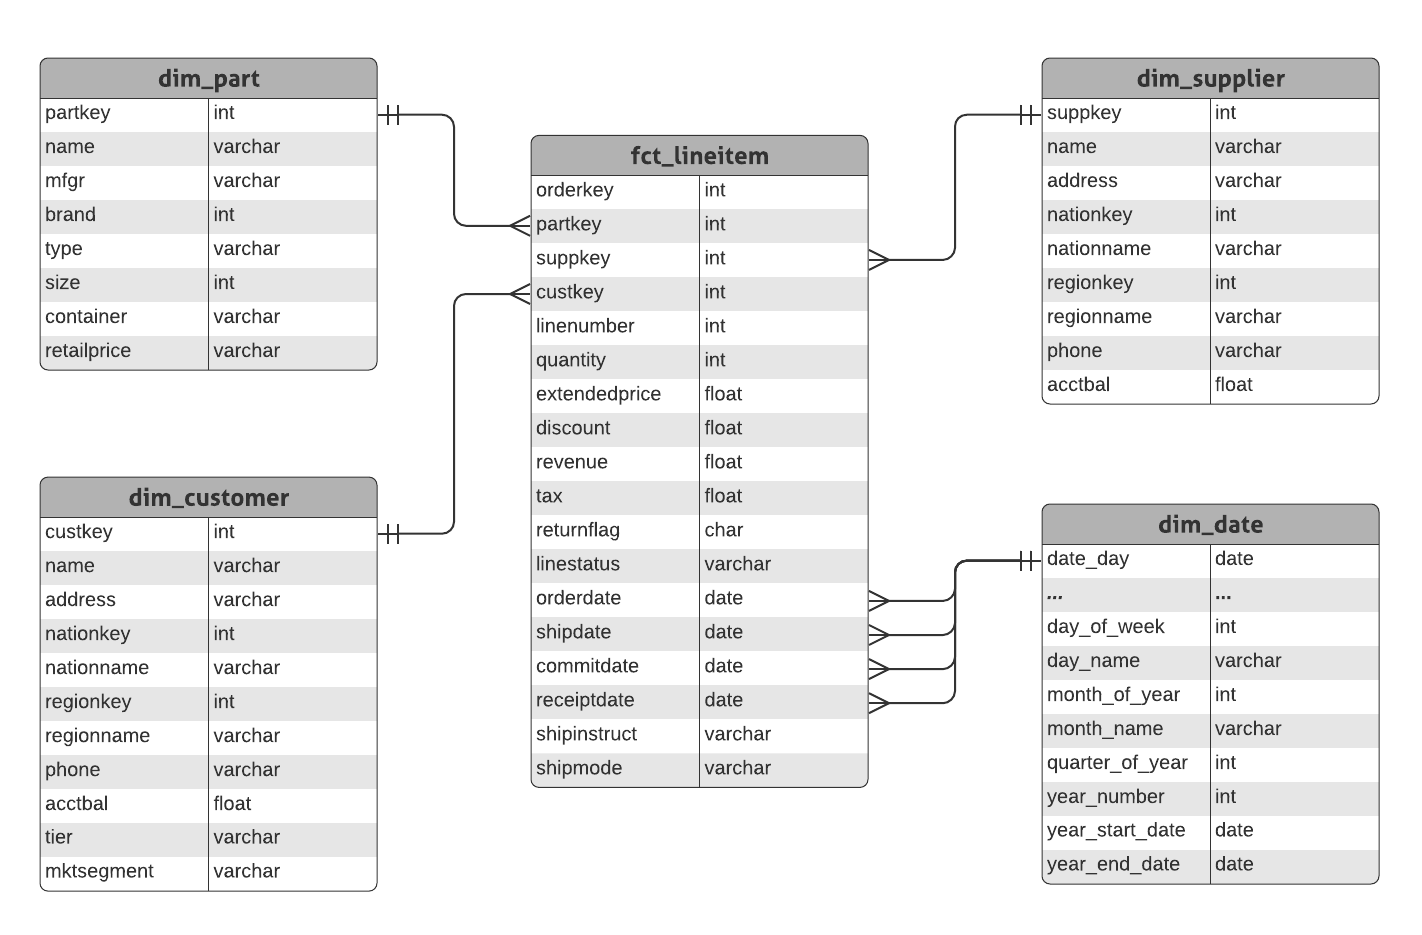 dim_part
partkey int
name varchar
mfgr varchar
brand int
type varchar
size int
container varchar
retailprice varchar
dim_customer
custkey int
name varchar
address varchar
nationkey int
nationname varchar
regionkey int
regionname varchar
phone varchar
acctbal float
tier varchar
mktsegment varchar
fct_lineitem
orderkey int
partkey int
suppkey int
custkey int
linenumber int
quantity int
extendedprice float
discount float
revenue float
tax float
returnflag char
linestatus varchar
orderdate date
shipdate date
commitdate date
receiptdate date
shipinstruct varchar
shipmode varchar
dim_supplier
suppkey int
name varchar
address varchar
nationkey int
nationname varchar
regionkey int
regionname varchar
phone varchar
acctbal float
dim_date
date_day date
... ...
day_of_week int
day_name varchar
month_of_year int
month_name varchar
quarter_of_year int
year_number int
year_start_date date
year_end_date date